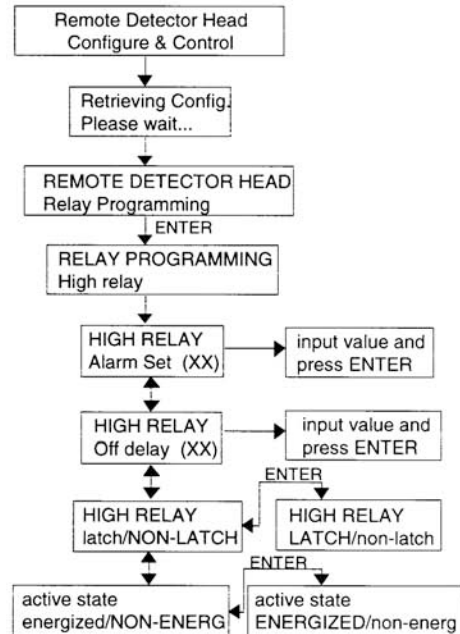 Remote Detector Head
Configure & Control
Retrieving Config.
Please wait...
REMOTE DETECTOR HEAD
Relay Programming
ENTER
RELAY PROGRAMMING
High relay
HIGH RELAY
Alarm Set (XX)
input value and
press ENTER
HIGH RELAY
Off delay (XX)
input value and
press ENTER
ENTER
HIGH RELAY
latch/NON-LATCH
HIGH RELAY
LATCH/non-latch
ENTER
active state
energized/NON-ENERG
active state
ENERGIZED/non-energ